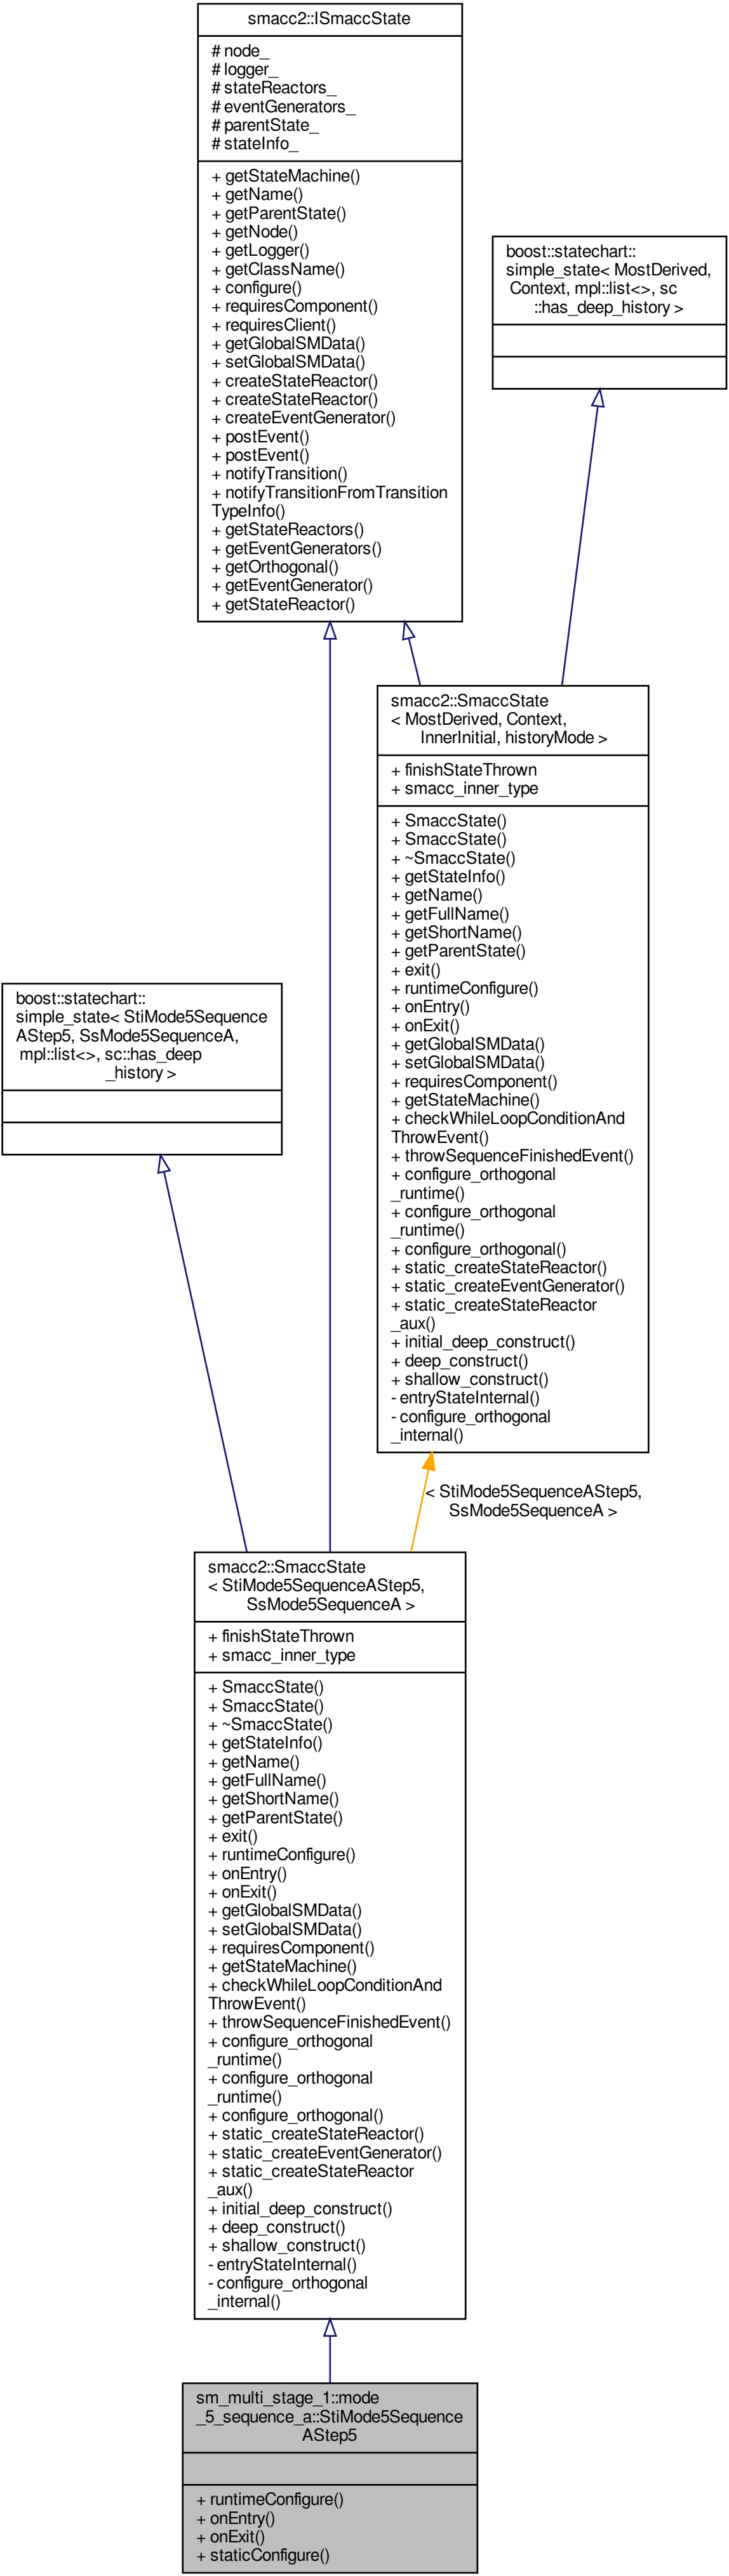 smacc2::ISmaccState
# node_
# logger_
# stateReactors_
# eventGenerators_
# parentState_
# stateInfo_
+ getStateMachine()
+ getName()
+ getParentState()
+ getNode()
+ getLogger()
+ getClassName()
+ configure()
+ requiresComponent()
+ requiresClient()
+ getGlobalSMData()
+ setGlobalSMData()
+ createStateReactor()
+ createStateReactor()
+ createEventGenerator()
+ postEvent()
+ postEvent()
+ notifyTransition()
+ notifyTransitionFromTransition
TypeInfo()
+ getStateReactors()
+ getEventGenerators()
+ getOrthogonal()
+ getEventGenerator()
+ getStateReactor()
boost::statechart::
simple_state< MostDerived,
Context, mpl::list<>, sc
::has_deep_history >
smacc2::SmaccState
< MostDerived, Context,
InnerInitial, historyMode >
+ finishStateThrown
+ smacc_inner_type
+ SmaccState()
+ SmaccState()
+ ~SmaccState()
+ getStateInfo()
+ getName()
+ getFullName()
+ getShortName()
+ getParentState()
+ exit()
+ runtimeConfigure()
+ onEntry()
+ onExit()
+ getGlobalSMData()
+ setGlobalSMData()
+ requiresComponent()
+ getStateMachine()
+ checkWhileLoopConditionAnd
ThrowEvent()
+ throwSequenceFinishedEvent()
+ configure_orthogonal
_runtime()
+ configure_orthogonal
_runtime()
+ configure_orthogonal()
+ static_createStateReactor()
+ static_createEventGenerator()
+ static_createStateReactor
_aux()
+ initial_deep_construct()
+ deep_construct()
+ shallow_construct()
- entryStateInternal()
- configure_orthogonal
_internal()
boost::statechart::
simple_state< StiMode5Sequence
AStep5, SsMode5SequenceA,
mpl::list<>, sc::has_deep
_history >
< StiMode5SequenceAStep5,
SsMode5SequenceA >
smacc2::SmaccState
< StiMode5SequenceAStep5,
SsMode5SequenceA >
+ finishStateThrown
+ smacc_inner_type
+ SmaccState()
+ SmaccState()
+ ~SmaccState()
+ getStateInfo()
+ getName()
+ getFullName()
+ getShortName()
+ getParentState()
+ exit()
+ runtimeConfigure()
+ onEntry()
+ onExit()
+ getGlobalSMData()
+ setGlobalSMData()
+ requiresComponent()
+ getStateMachine()
+ checkWhileLoopConditionAnd
ThrowEvent()
+ throwSequenceFinishedEvent()
+ configure_orthogonal
_runtime()
+ configure_orthogonal
_runtime()
+ configure_orthogonal()
+ static_createStateReactor()
+ static_createEventGenerator()
+ static_createStateReactor
_aux()
+ initial_deep_construct()
+ deep_construct()
+ shallow_construct()
- entryStateInternal()
- configure_orthogonal
_internal()
sm_multi_stage_1::mode
_5_sequence_a::StiMode5Sequence
AStep5
+ runtimeConfigure()
+ onEntry()
+ onExit()
+ staticConfigure()